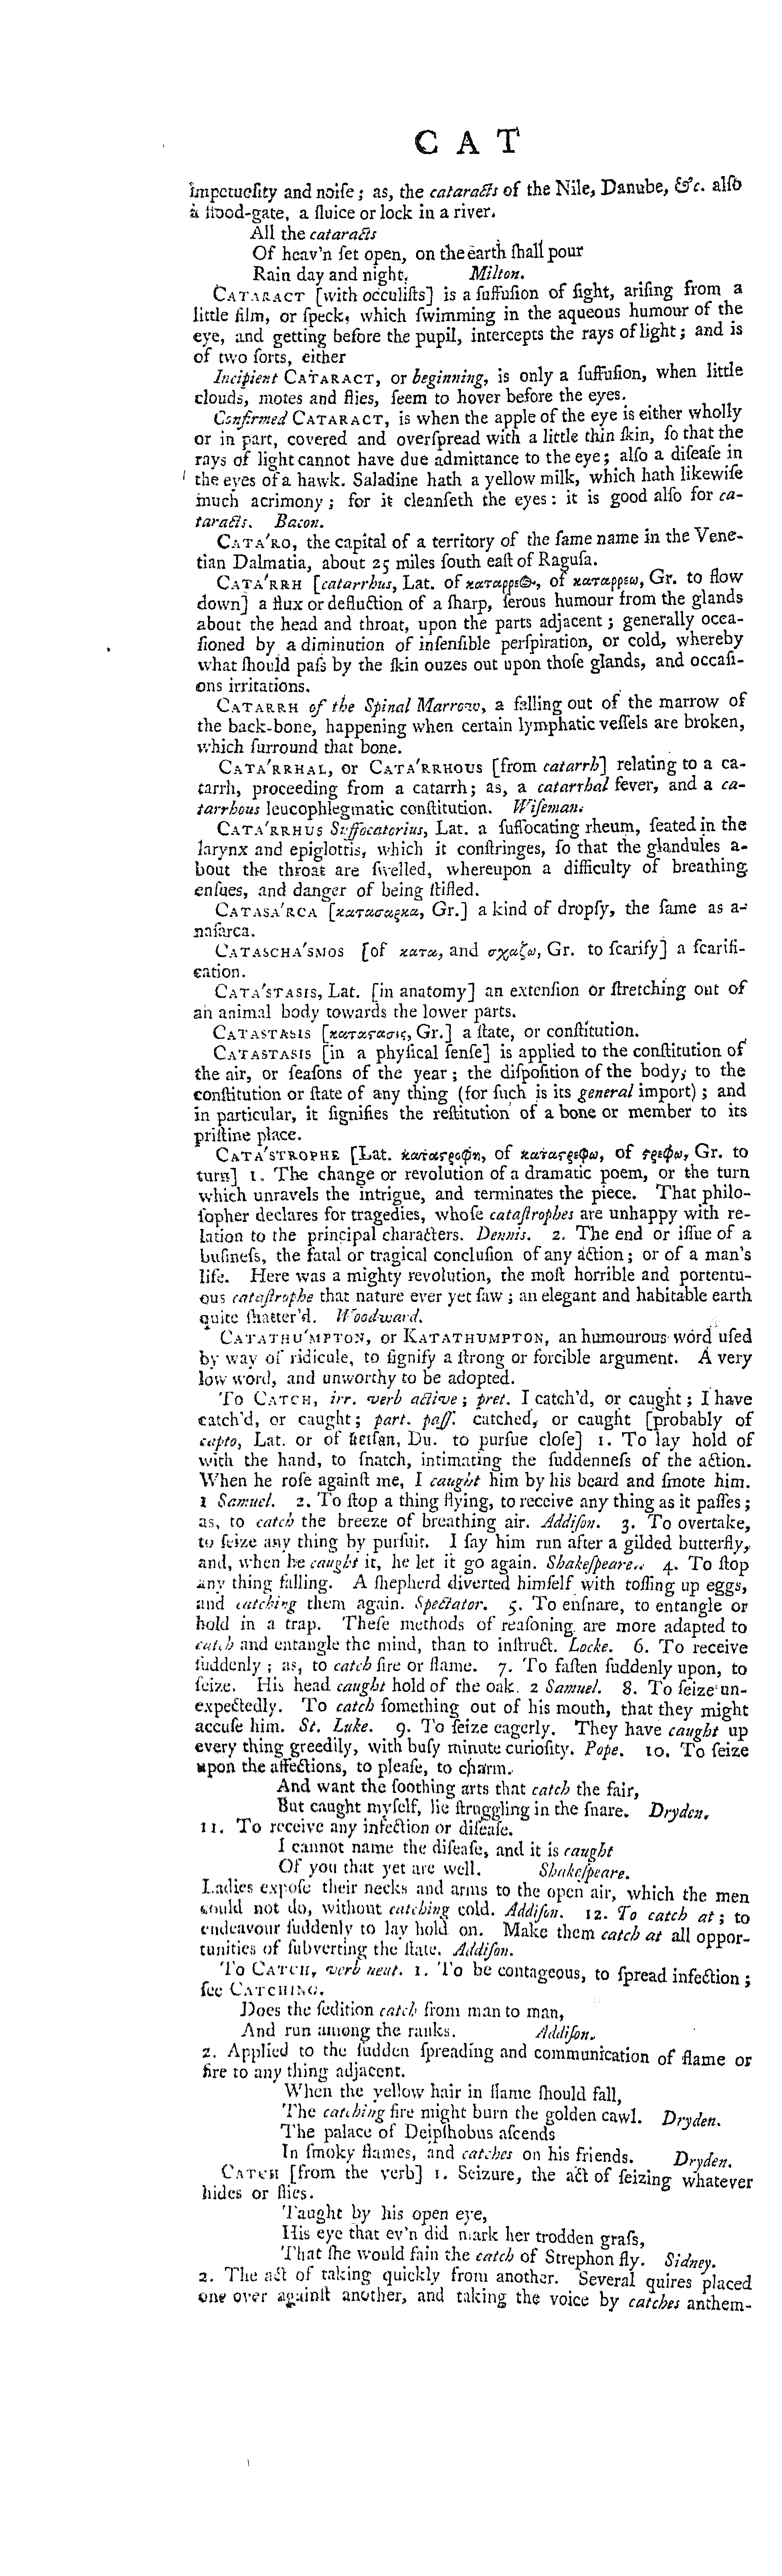 C A T
impetuoſity and noiſe; as, the cataracts of the Nile, Danube, &c. alſo
a flood-gate, a ſluice or lock in a river.
All the cataracts
Of heav'n ſet open, on the earth ſhall pour
Rain day and night. Milton.
CATARACT [with occuliſts] is a ſuffuſion of ſight, ariſing from a
little film, or ſpeck, which ſwimming in the aqueous humour of the
eye, and getting before the pupil, intercepts the rays of light; and is
of two ſorts, either
Incipient CATARACT, or beginning, is only a ſuffuſion, when little
clouds, motes and flies, ſeem to hover before the eyes.
Confirmed CATARACT, is when the apple of the eye is either wholly
or in part, covered and overſpread with a little thin ſkin, ſo that the
rays of light cannot have due admittance to the eye; alſo a diſeaſe in
the eyes of a hawk. Saladine hath a yellow milk, which hath likewiſe
much acrimony; for it cleanſeth the eyes: it is good alſo for ca-
taracts. Bacon.
CATA'RO, the capital of a territory of the ſame name in the Vene-
tian Dalmatia, about 25 miles ſouth eaſt of Raguſa.
CATA'RRH [catarrhus, Lat. of καταρρεος, of καταρρεω, Gr. to flow
down] a flux or defluction of a ſharp, ſerous humour from the glands
about the head and throat, upon the parts adjacent; generally occa-
ſioned by a diminution of inſenſible perſpiration, or cold, whereby
what ſhould paſs by the ſkin ouzes out upon thoſe glands, and occaſi-
ons irritations.
CATARRH of the Spinal Marrow, a falling out of the marrow of
the back-bone, happening when certain lymphatic veſſels are broken,
which ſurround that bone.
CATA'RRHAL, or CATA'RRHOUS [from catarrh] relating to a ca-
tarrh, proceeding from a catarrh; as, a catarrhal fever, and a ca-
tarrhous leucophlegmatic conſtitution. Wiſeman.
CATA'RRHUS Suffocatorius, Lat. a ſuffocating rheum, ſeated in the
larynx and epiglottis, which it conſtringes, ſo that the glandules a-
bout the throat are ſwelled, whereupon a difficulty of breathing
enſues, and danger of being ſtifled.
CATASA'RCA [κατασαρκα, Gr.] a kind of dropſy, the ſame as a-
naſarca.
CATASCHA'SMOS [of κατα, and σχαζω, Gr. to ſcarify] a ſcarifi-
cation.
CATA'STASIS, Lat. [in anatomy] an extenſion or ſtretching out of
an animal body towards the lower parts.
CATASTASIS [καταϛασις, Gr.] a ſtate, or conſtitution.
CATASTASIS [in a phyſical ſenſe] is applied to the conſtitution of
the air, or ſeaſons of the year; the diſpoſition of the body, to the
conſtitution or ſtate of any thing (for ſuch is its general import); and
in particular, it ſignifies the reſtitution of a bone or member to its
priſtine place.
CATA'STROPHE [Lat. καταϛροφη, of καταϛρεφω, of ϛρεφω, Gr. to
turn] 1. The change or revolution of a dramatic poem, or the turn
which unravels the intrigue, and terminates the piece. That philo-
ſopher declares for tragedies, whoſe cataſtrophes are unhappy with re-
lation to the principal characters. Dennis. 2. The end or iſſue of a
buſineſs, the fatal or tragical concluſion of any action; or of a man's
life. Here was a mighty revolution, the moſt horrible and portentu-
ous cataſtrophe that nature ever yet ſaw; an elegant and habitable earth
quite ſhatter'd. Woodward.
CATATHU'MPTON, or KATATHUMPTON, an humourous word uſed
by way of ridicule, to ſignify a ſtrong or forcible argument. A very
low word, and unworthy to be adopted.
To CATCH, irr. verb active; pret. I catch'd, or caught; I have
catch'd, or caught; part. paſſ. catched, or caught [probably of
capto, Lat. or of ketſan, Du. to purſue cloſe] 1. To lay hold of
with the hand, to ſnatch, intimating the ſuddenneſs of the action.
When he roſe againſt me, I caught him by his beard and ſmote him.
1 Samuel. 2. To ſtop a thing flying, to receive any thing as it paſſes;
as, to catch the breeze of breathing air. Addiſon. 3. To overtake,
to ſeize any thing by purſuit. I ſay him run after a gilded butterfly,
and, when he caught it, he let it go again. Shakeſpeare. 4. To ſtop
any thing falling. A ſhepherd diverted himſelf with toſſing up eggs,
and catching them again. Spectator. 5. To enſnare, to entangle or
hold in a trap. Theſe methods of reaſoning are more adapted to
catch and entangle the mind, than to inſtruct. Locke. 6. To receive
ſuddenly; as, to catch fire or flame. 7. To faſten ſuddenly upon, to
ſeize. His head caught hold of the oak. 2 Samuel. 8. To ſeize un-
expectedly. To catch ſomething out of his mouth, that they might
accuſe him. St. Luke. 9. To ſeize eagerly. They have caught up
every thing greedily, with buſy minute curioſity. Pope. 10. To ſeize
upon the affections, to pleaſe, to charm.
And want the ſoothing arts that catch the fair,
But caught myſelf, lie ſtruggling in the ſnare. Dryden.
11. To receive any infection or diſeaſe.
I cannot name the diſeaſe, and it is caught
Of you that yet are well. Shakeſpeare.
Ladies expoſe their necks and arms to the open air, which the men
could not do, without catching cold. Addiſon. 12. To catch at; to
endeavour ſuddenly to lay hold on. Make them catch at all oppor-
tunities of ſubverting the ſtate. Addiſon.
To CATCH, verb neut. 1. To be contageous, to ſpread infection;
ſee CATCHING.
Does the ſedition catch from man to man,
And run among the ranks. Addiſon.
2. Applied to the ſudden ſpreading and communication of flame or
fire to any thing adjacent.
When the yellow hair in flame ſhould fall,
The catching fire might burn the golden cawl. Dryden.
The palace of Deipſhobus aſcends
In ſmoky flames, and catches on his friends. Dryden.
CATCH [from the verb] 1. Seizure, the act of ſeizing whatever
hides or flies.
Taught by his open eye,
His eye that ev'n did mark her trodden graſs,
That ſhe would fain the catch of Strephon fly. Sidney.
2. The act of taking quickly from another. Several quires placed
one over againſt another, and taking the voice by catches anthem-